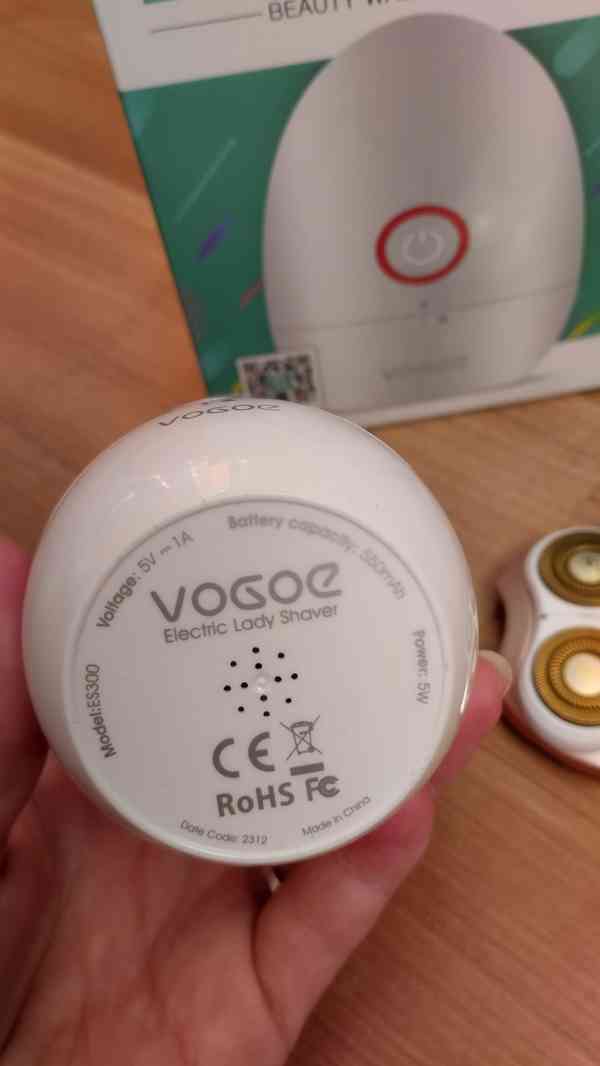 BEAUTY
VOGOE
Voltage: 5V ⎓ 1A
Battery capacity: 550mAh
VOGOE
Electric Lady Shaver
Model:ES300
Power: 5W
CE
RoHS FC
Date Code: 2312
Made in China